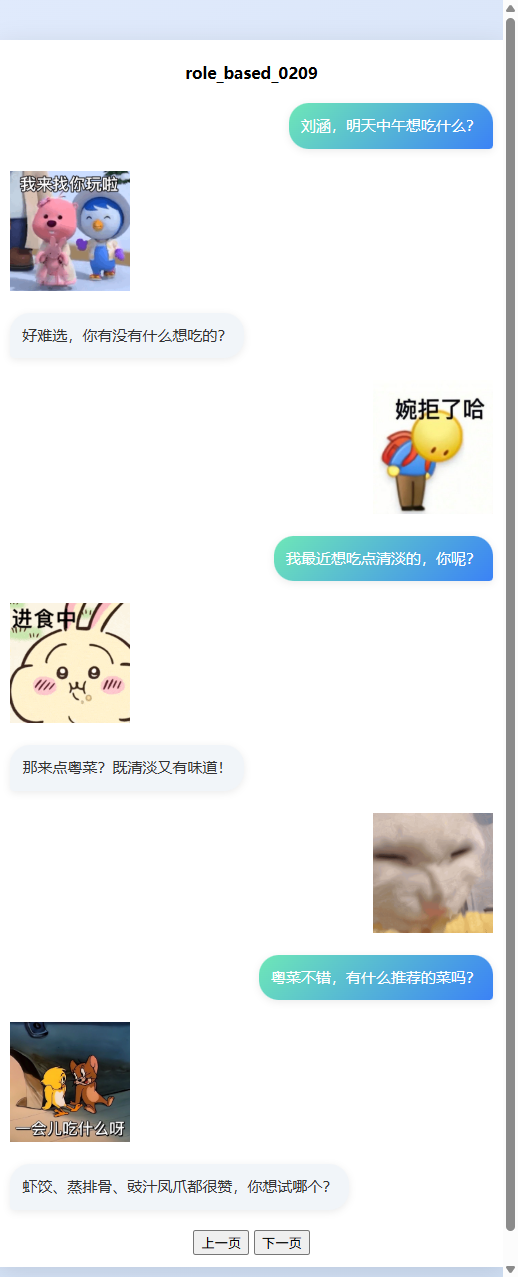 role_based_0209
刘涵，明天中午想吃什么？
我来找你玩啦
好难选，你有没有什么想吃的？
婉拒了哈
我最近想吃点清淡的，你呢？
进食中
那来点粤菜？既清淡又有味道！
粤菜不错，有什么推荐的菜吗？
一会儿吃什么呀
虾饺、蒸排骨、豉汁凤爪都很赞，你想试哪个？
上一页 下一页